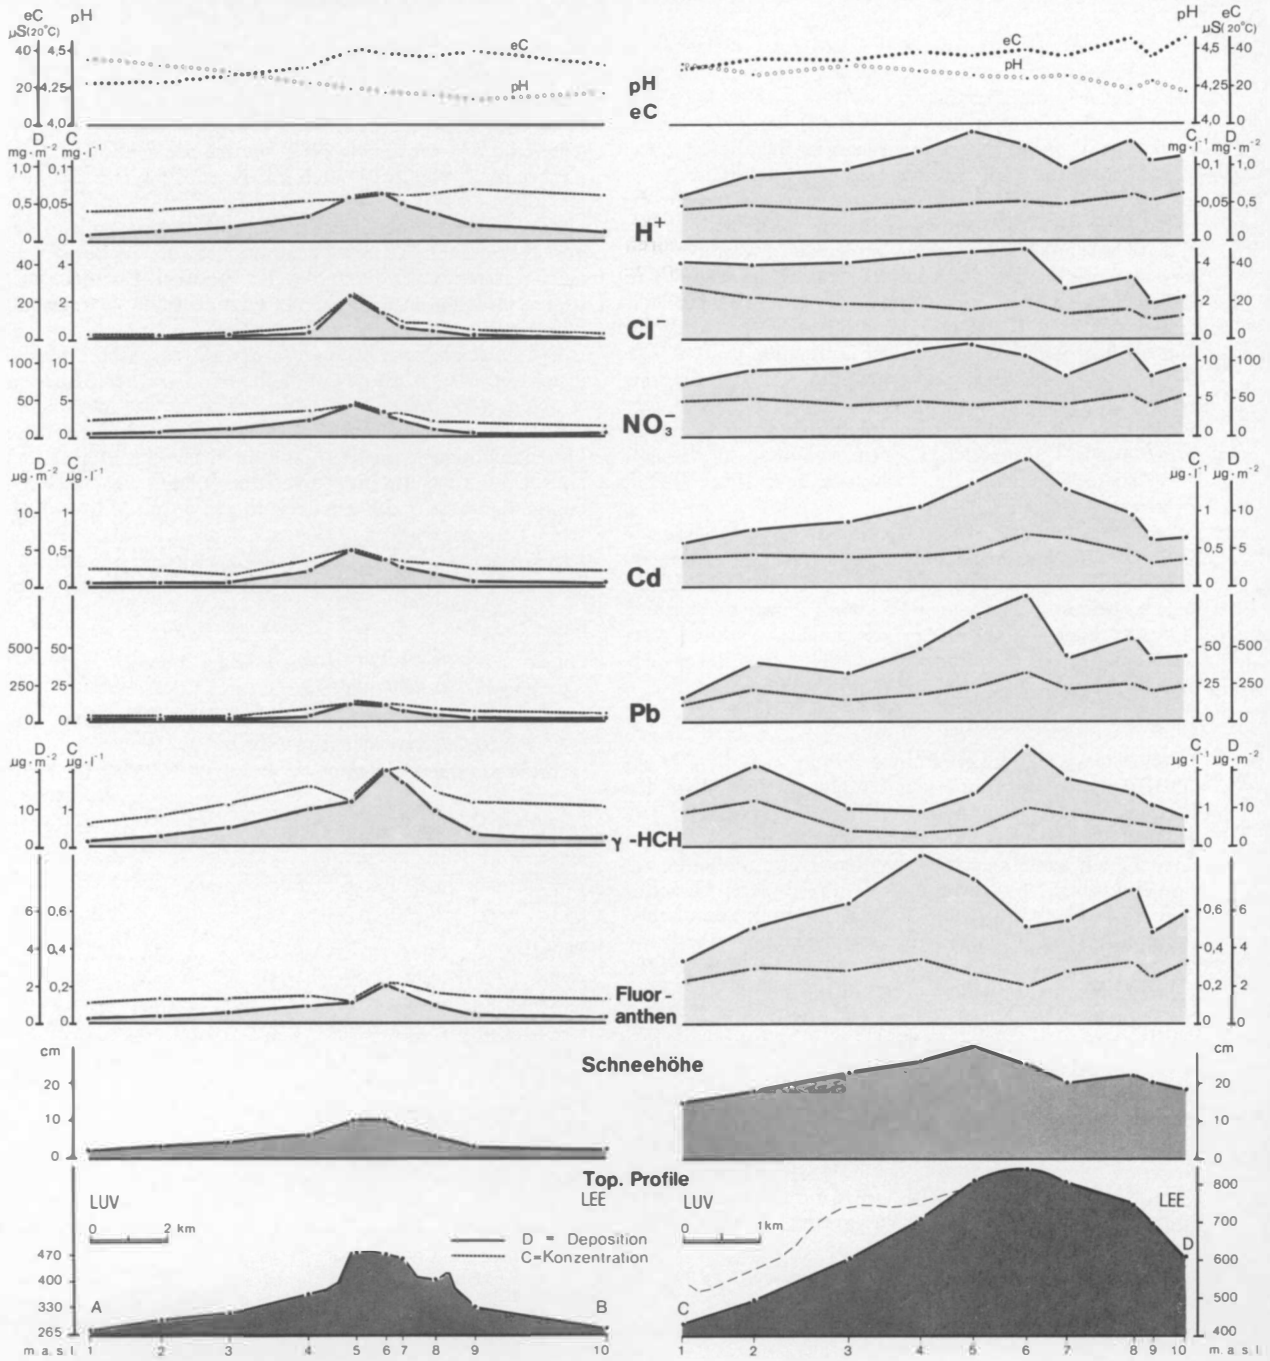 eC pH
µS(20°C)
40 4,5
20 4,25
0 4,0
eC
pH
pH
eC
eC
pH
pH eC
µS(20°C)
4,5 40
4,25 20
4,0 0
D C
mg·m⁻² mg·l⁻¹
1,0 0,1
0,5 0,05
0 0
H⁺
C D
mg·l⁻¹ mg·m⁻²
0,1 1,0
0,05 0,5
0 0
40 4
20 2
0 0
Cl⁻
4 40
2 20
0 0
100 10
50 5
0 0
NO₃⁻
10 100
5 50
0 0
D C
µg·m⁻² µg·l⁻¹
10 1
5 0,5
0 0
Cd
C D
µg·l⁻¹ µg·m⁻²
1 10
0,5 5
0 0
500 50
250 25
0 0
Pb
50 500
25 250
0 0
D C
µg·m⁻² µg·l⁻¹
10 1
0 0
γ-HCH
C D
µg·l⁻¹ µg·m⁻²
1 10
0 0
6 0,6
4 0,4
2 0,2
0 0
Fluor-
anthen
0,6 6
0,4 4
0,2 2
0 0
cm
20
10
0
Schneehöhe
cm
20
10
0
Top. Profile
LUV LEE
0 2 km
D = Deposition
C=Konzentration
470
400
330
265
A B
m.a.s.l. 1 2 3 4 5 6 7 8 9 10
LUV LEE
0 1km
800
700
600
500
400
C D
1 2 3 4 5 6 7 8 9 10 m.a.s.l.